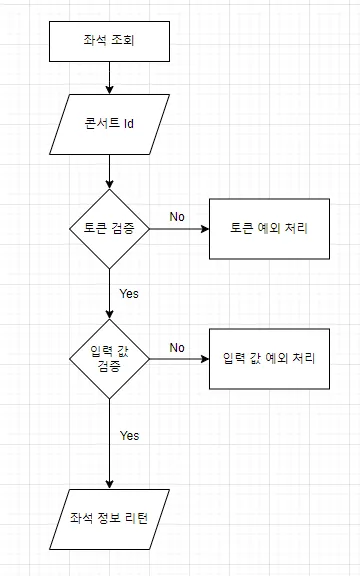 좌석 조회
콘서트 Id
토큰 검증
No
토큰 예외 처리
Yes
입력 값
검증
No
입력 값 예외 처리
Yes
좌석 정보 리턴